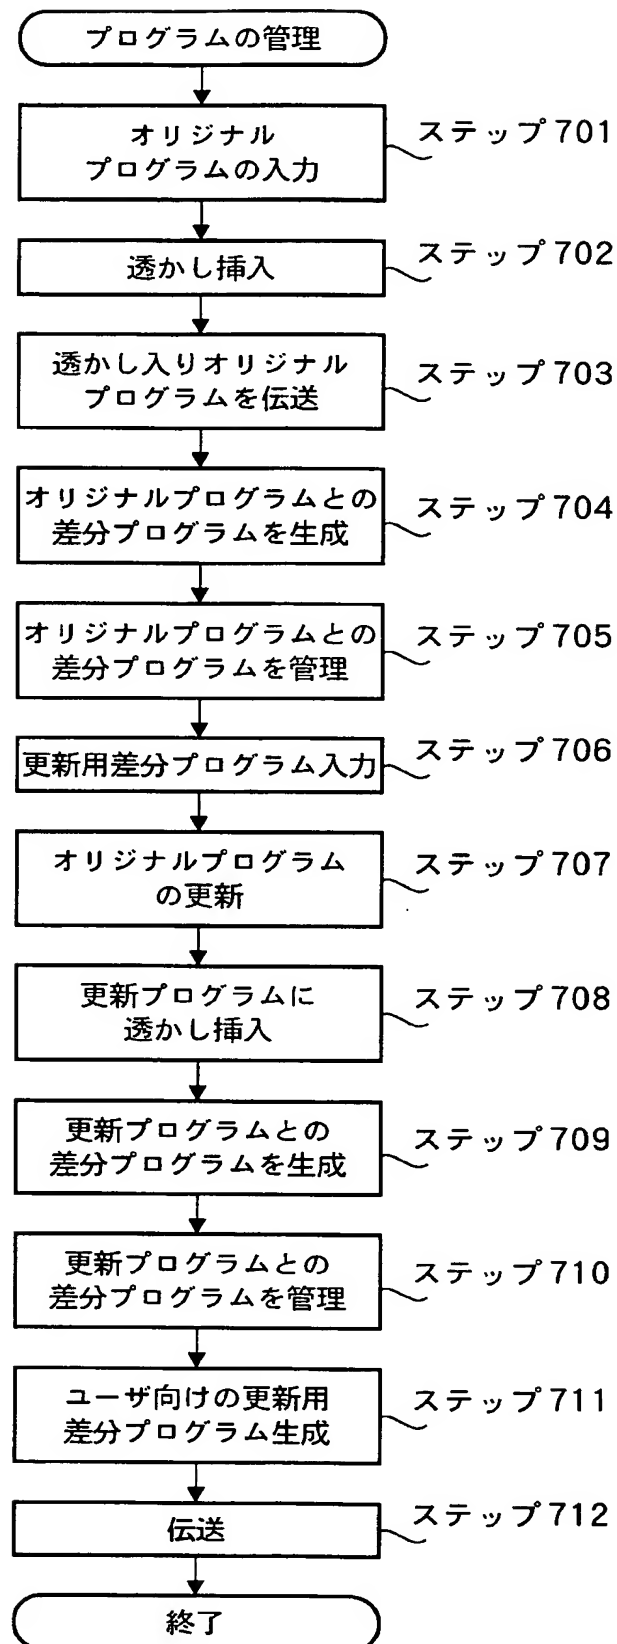 プログラムの管理
オリジナル
プログラムの入力
ステップ701
透かし挿入
ステップ702
透かし入りオリジナル
プログラムを伝送
ステップ703
オリジナルプログラムとの
差分プログラムを生成
ステップ704
オリジナルプログラムとの
差分プログラムを管理
ステップ705
更新用差分プログラム入力
ステップ706
オリジナルプログラム
の更新
ステップ707
更新プログラムに
透かし挿入
ステップ708
更新プログラムとの
差分プログラムを生成
ステップ709
更新プログラムとの
差分プログラムを管理
ステップ710
ユーザ向けの更新用
差分プログラム生成
ステップ711
伝送
ステップ712
終了